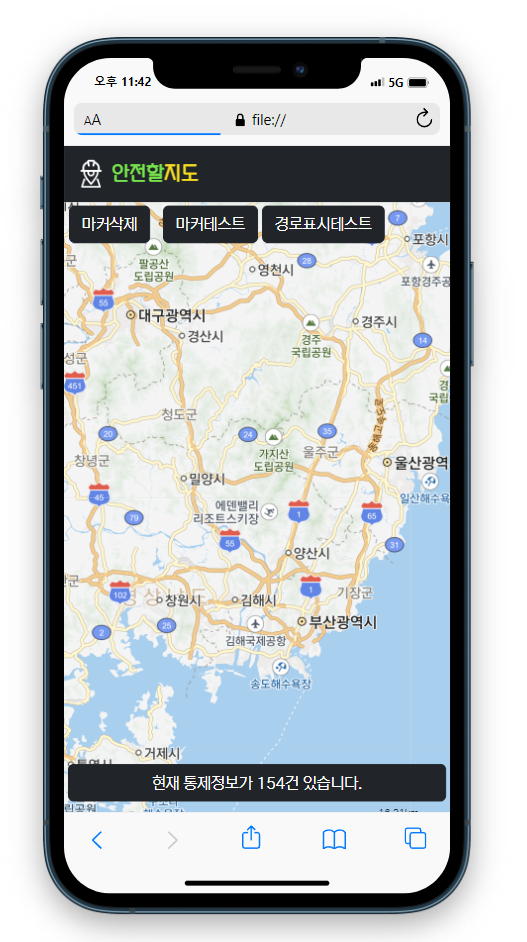 오후 11:42
5G
AA
file://
안전할지도
마커삭제
마커테스트
경로표시테스트
7
포항시
팔공산
도립공원
영천시
28
포항경주공
군
55
대구광역시
경산시
경주
국립공원
경주시
14
성군
451
청도군
동해고속도로
20
24
35
가지산
도립공원
울주군
창녕군
울산광역
밀양시
일산해수욕
45
에덴밸리
리조트스키장
79
1
65
55
31
양산시
군
102
1
창원시
김해시
기장군
2
25
부산광역시
김해국제공항
송도해수욕장
거제시
현재 통제정보가 154건 있습니다.